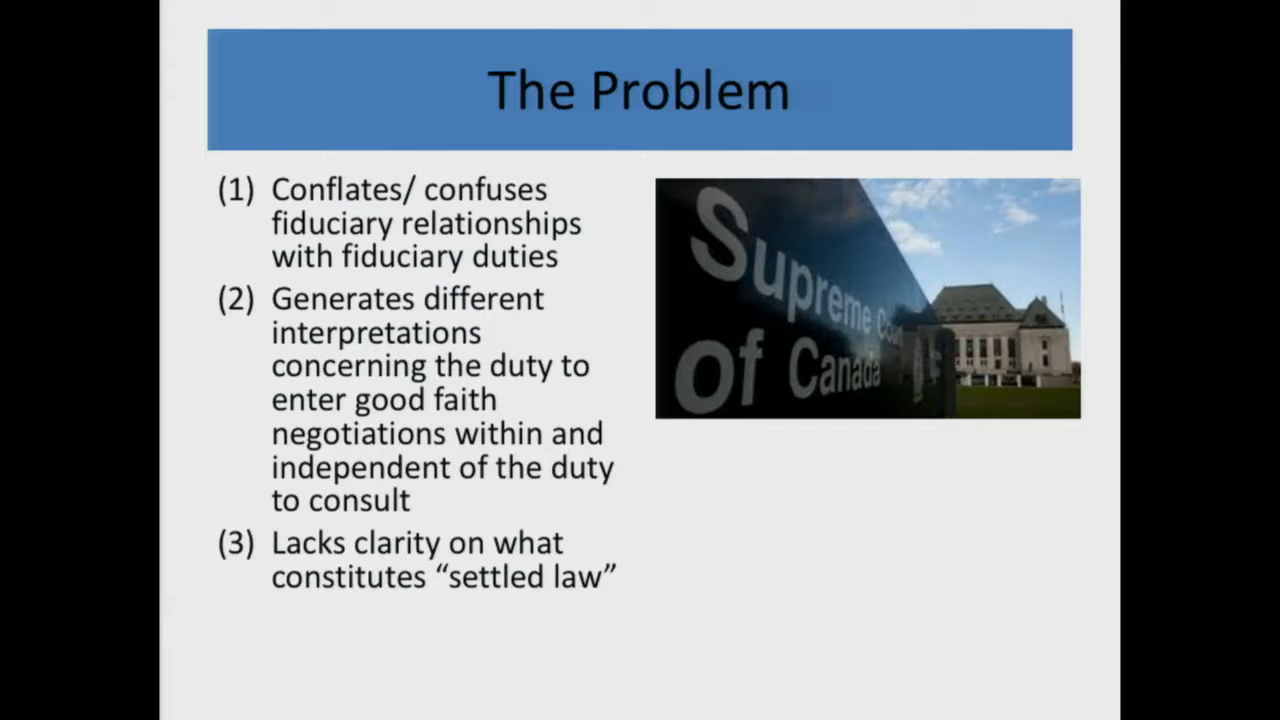 The Problem
(1) Conflates/ confuses
fiduciary relationships
with fiduciary duties
(2) Generates different
interpretations
concerning the duty to
enter good faith
negotiations within and
independent of the duty
to consult
(3) Lacks clarity on what
constitutes “settled law”
Supreme Court
of Canada